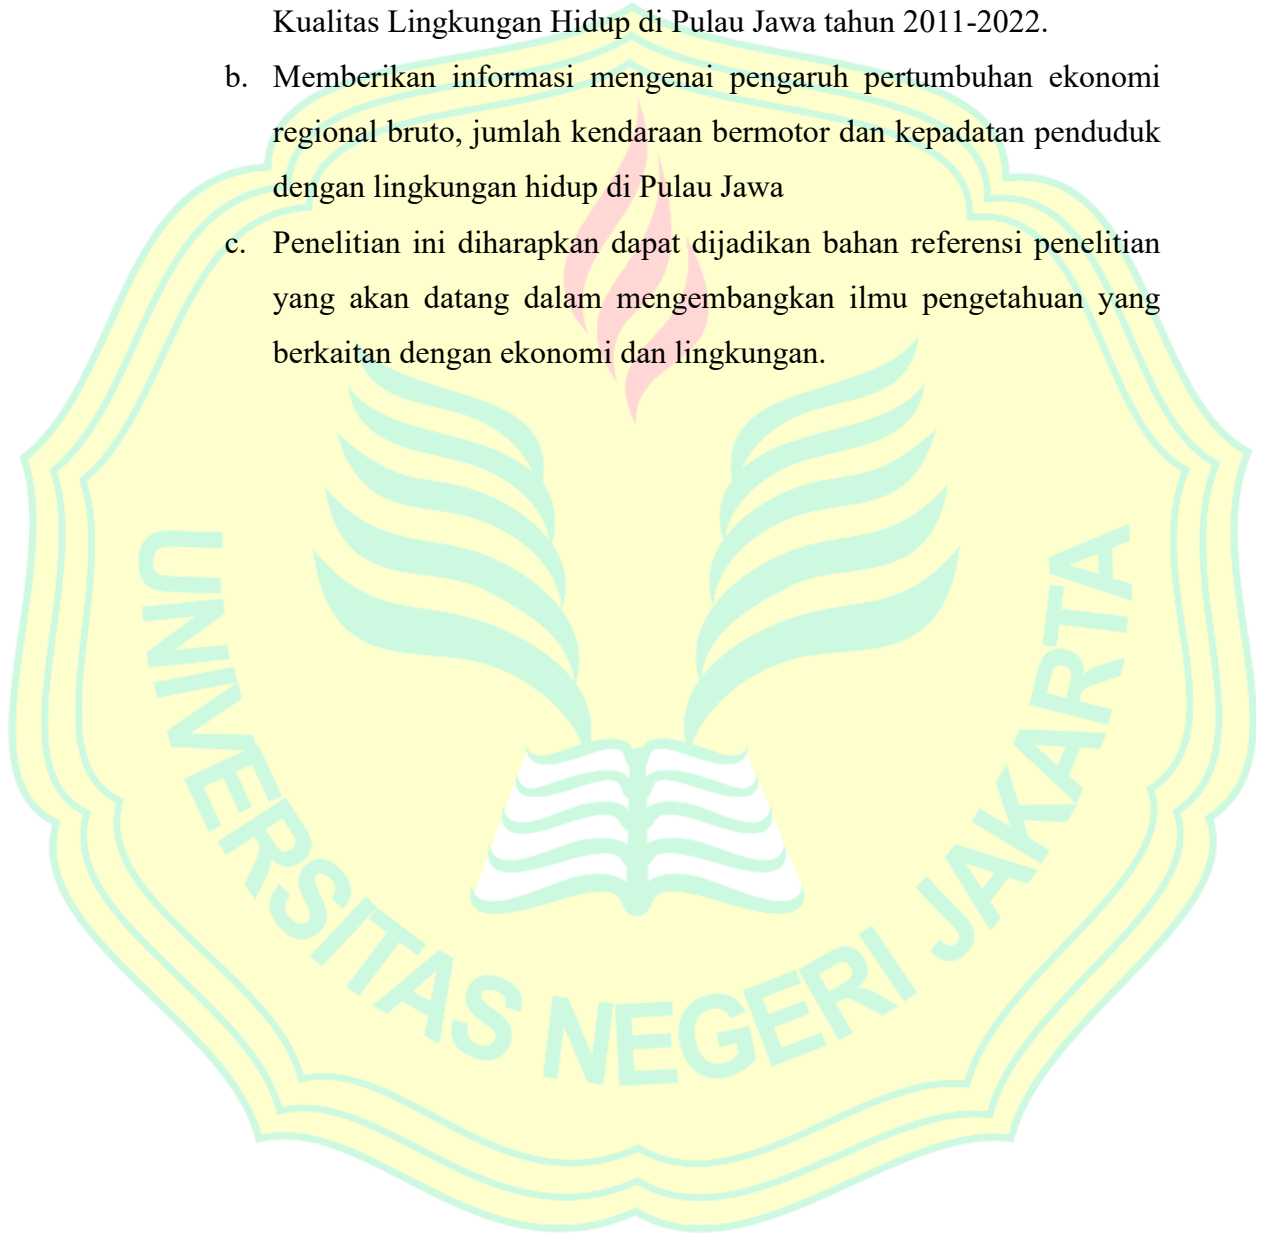 Kualitas Lingkungan Hidup di Pulau Jawa tahun 2011-2022.
b. Memberikan informasi mengenai pengaruh pertumbuhan ekonomi
regional bruto, jumlah kendaraan bermotor dan kepadatan penduduk
dengan lingkungan hidup di Pulau Jawa
c. Penelitian ini diharapkan dapat dijadikan bahan referensi penelitian
yang akan datang dalam mengembangkan ilmu pengetahuan yang
berkaitan dengan ekonomi dan lingkungan.
UNIVERSITAS NEGERI JAKARTA